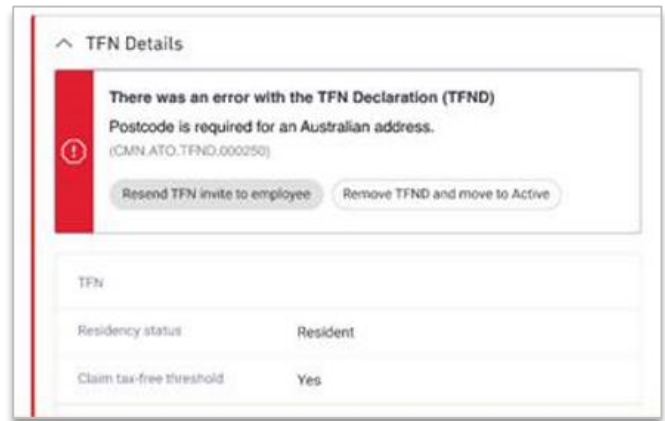 TFN Details
There was an error with the TFN Declaration (TFND)
Postcode is required for an Australian address.
(CMN.ATO.TFND.000250)
Resend TFN invite to employee Remove TFND and move to Active
TFN
Residency status Resident
Claim tax-free threshold Yes